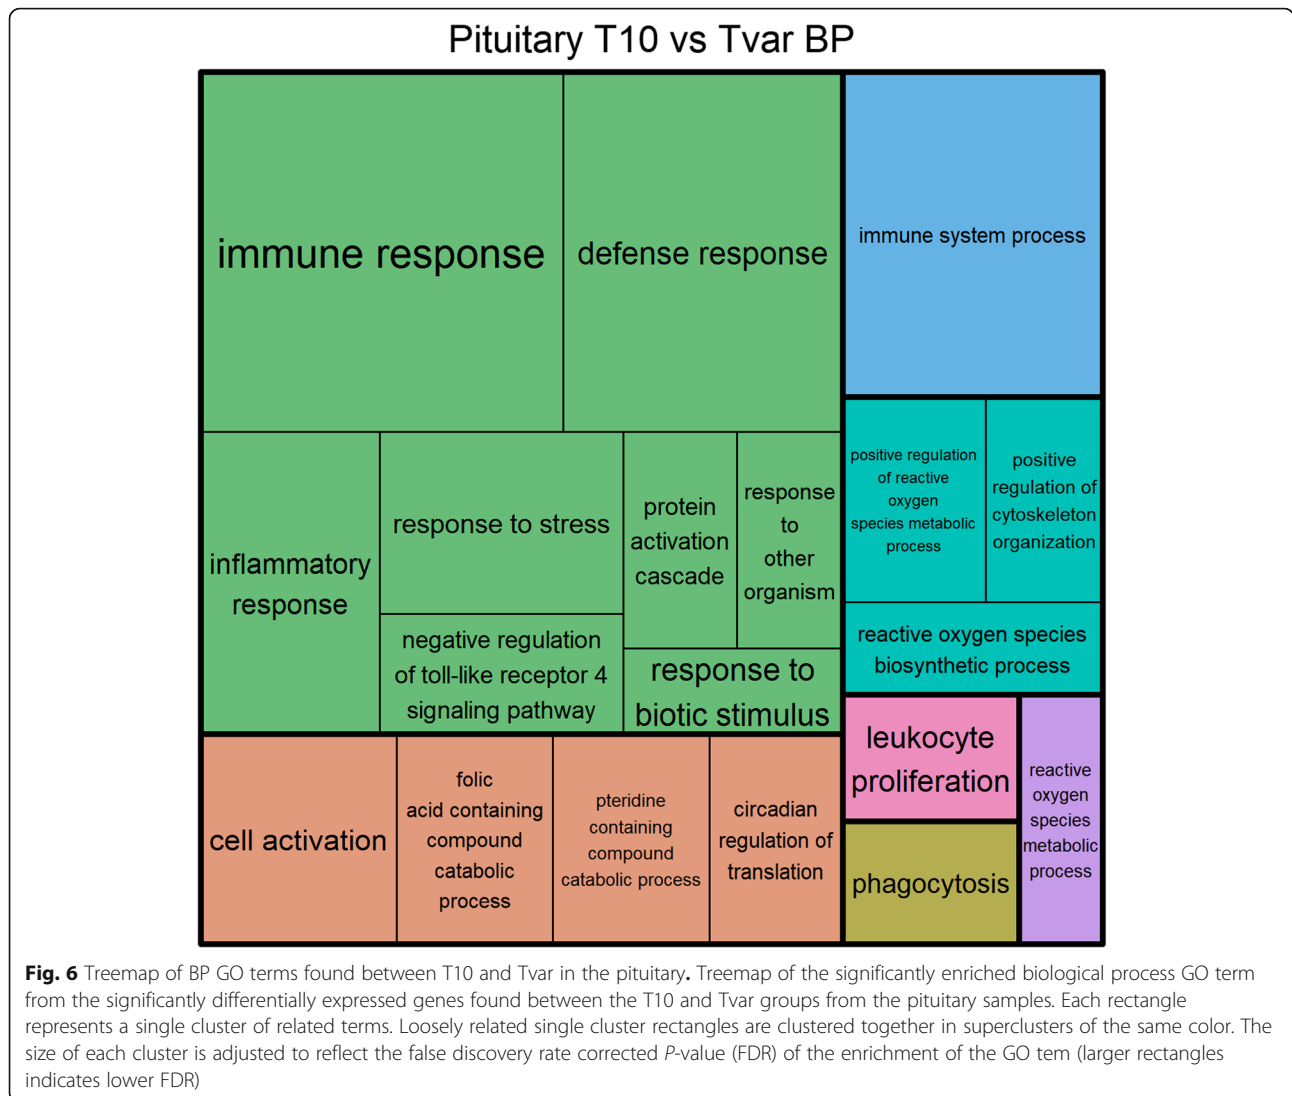 Pituitary T10 vs Tvar BP
immune response
defense response
immune system process
inflammatory
response
response to stress
negative regulation
of toll-like receptor 4
signaling pathway
protein
activation
cascade
response
to
other
organism
response to
biotic stimulus
positive regulation
of reactive
oxygen
species metabolic
process
positive
regulation of
cytoskeleton
organization
reactive oxygen species
biosynthetic process
cell activation
folic
acid containing
compound
catabolic
process
pteridine
containing
compound
catabolic process
circadian
regulation of
translation
leukocyte
proliferation
phagocytosis
reactive
oxygen
species
metabolic
process
Fig. 6 Treemap of BP GO terms found between T10 and Tvar in the pituitary. Treemap of the significantly enriched biological process GO term
from the significantly differentially expressed genes found between the T10 and Tvar groups from the pituitary samples. Each rectangle
represents a single cluster of related terms. Loosely related single cluster rectangles are clustered together in superclusters of the same color. The
size of each cluster is adjusted to reflect the false discovery rate corrected P-value (FDR) of the enrichment of the GO tem (larger rectangles
indicates lower FDR)